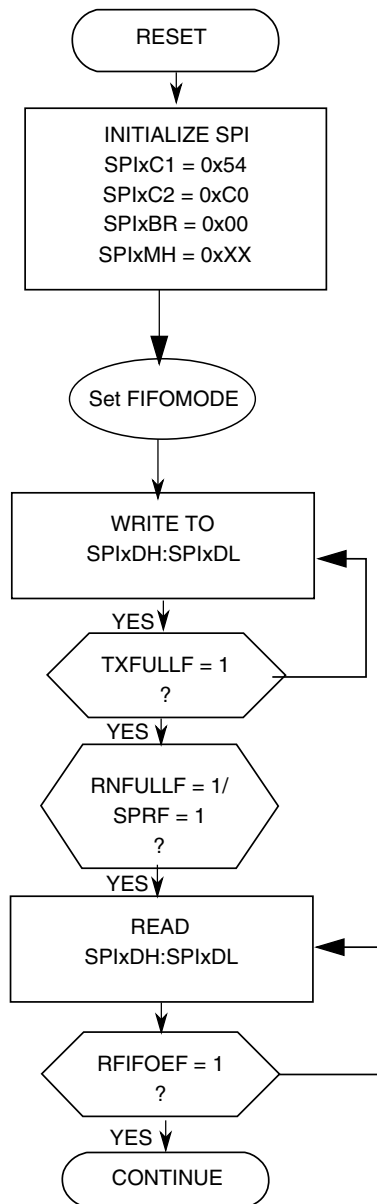 RESET
INITIALIZE SPI
SPIxC1 = 0x54
SPIxC2 = 0xC0
SPIxBR = 0x00
SPIxMH = 0xXX
Set FIFOMODE
WRITE TO
SPIxDH:SPIxDL
YES
TXFULLF = 1
?
YES
RNFULLF = 1/
SPRF = 1
?
YES
READ
SPIxDH:SPIxDL
RFIFOEF = 1
?
YES
CONTINUE